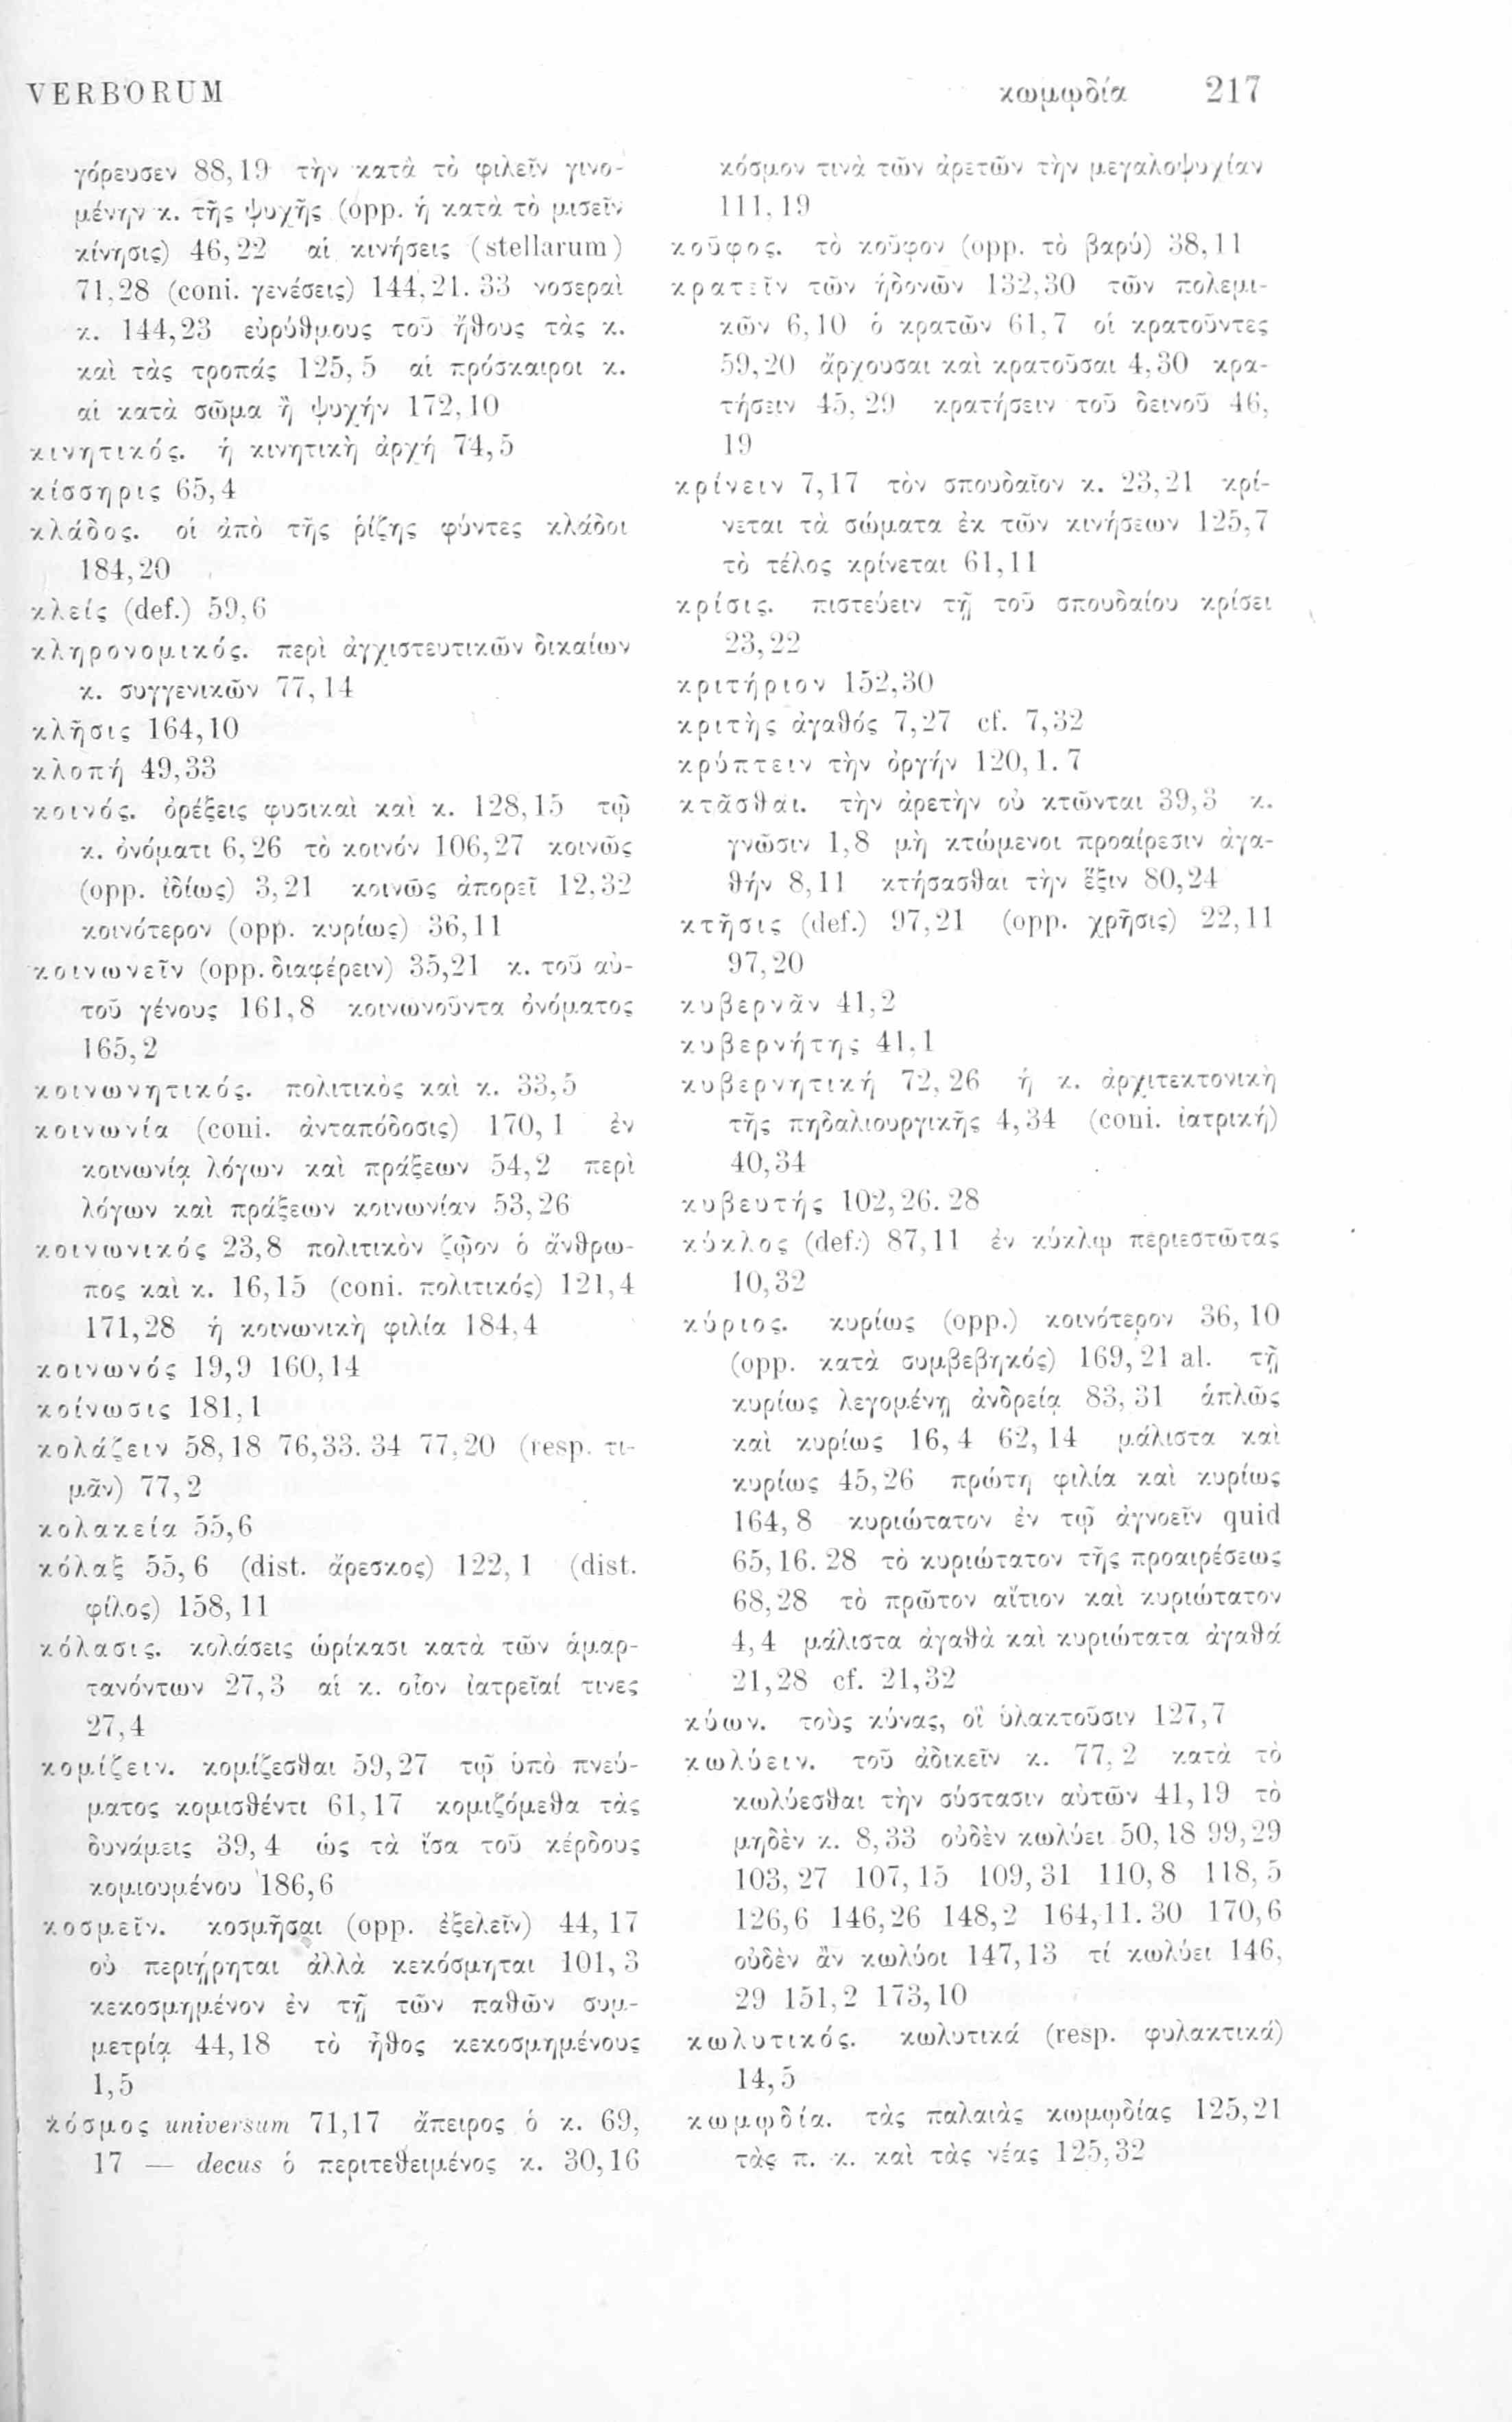 VERBORUM
κωμῳδία 217
γόρευσεν 88,19 τὴν κατὰ τὸ φιλεῖν γινο-
μένην κ. τῆς ψυχῆς (opp. ἡ κατὰ τὸ μισεῖν
κίνησις) 46,22 αἱ κινήσεις (stellarum)
71,28 (coni. γενέσεις) 144,21. 33 νοσεραὶ
κ. 144,23 εὐρύθμους τοῦ ἤθους τὰς κ.
καὶ τὰς τροπάς 125,5 αἱ πρόσκαιροι κ.
αἱ κατὰ σῶμα ἢ ψυχήν 172,10
κινητικός. ἡ κινητικὴ ἀρχή 74,5
κίσσηρις 65,4
κλάδος. οἱ ἀπὸ τῆς ῥίζης φύντες κλάδοι
184,20
κλείς (def.) 59,6
κληρονομικός. περὶ ἀγχιστευτικῶν δικαίων
κ. συγγενικῶν 77,14
κλῆσις 164,10
κλοπή 49,33
κοινός. ὀρέξεις φυσικαὶ καὶ κ. 128,15 τῷ
κ. ὀνόματι 6,26 τὸ κοινόν 106,27 κοινῶς
(opp. ἰδίως) 3,21 κοινῶς ἀπορεῖ 12,32
κοινότερον (opp. κυρίως) 36,11
κοινωνεῖν (opp. διαφέρειν) 35,21 κ. τοῦ αὐ-
τοῦ γένους 161,8 κοινωνοῦντα ὀνόματος
165,2
κοινωνητικός. πολιτικὸς καὶ κ. 33,5
κοινωνία (coni. ἀνταπόδοσις) 170,1 ἐν
κοινωνίᾳ λόγων καὶ πράξεων 54,2 περὶ
λόγων καὶ πράξεων κοινωνίαν 53,26
κοινωνικός 23,8 πολιτικὸν ζῷον ὁ ἄνθρω-
πος καὶ κ. 16,15 (coni. πολιτικός) 121,4
171,28 ἡ κοινωνικὴ φιλία 184,4
κοινωνός 19,9 160,14
κοίνωσις 181,1
κολάζειν 58,18 76,33. 34 77,20 (resp. τι-
μᾶν) 77,2
κολακεία 55,6
κόλαξ 55,6 (dist. ἄρεσκος) 122,1 (dist.
φίλος) 158,11
κόλασις. κολάσεις ὡρίκασι κατὰ τῶν ἁμαρ-
τανόντων 27,3 αἱ κ. οἷον ἰατρεῖαί τινες
27,4
κομίζειν. κομίζεσθαι 59,27 τῷ ὑπὸ πνεύ-
ματος κομισθέντι 61,17 κομιζόμεθα τὰς
δυνάμεις 39,4 ὡς τὰ ἴσα τοῦ κέρδους
κομιουμένου 186,6
κοσμεῖν. κοσμῆσαι (opp. ἐξελεῖν) 44,17
οὐ περιῄρηται ἀλλὰ κεκόσμηται 101,3
κεκοσμημένον ἐν τῇ τῶν παθῶν συμ-
μετρίᾳ 44,18 τὸ ἦθος κεκοσμημένους
1,5
κόσμος universum 71,17 ἄπειρος ὁ κ. 69,
17 — decus ὁ περιτεθειμένος κ. 30,16
κόσμον τινὰ τῶν ἀρετῶν τὴν μεγαλοψυχίαν
111,19
κοῦφος. τὸ κοῦφον (opp. τὸ βαρύ) 38,11
κρατεῖν τῶν ἡδονῶν 132,30 τῶν πολεμι-
κῶν 6,10 ὁ κρατῶν 61,7 οἱ κρατοῦντες
59,20 ἄρχουσαι καὶ κρατοῦσαι 4,30 κρα-
τήσειν 45,29 κρατήσειν τοῦ δεινοῦ 46,
19
κρίνειν 7,17 τὸν σπουδαῖον κ. 23,21 κρί-
νεται τὰ σώματα ἐκ τῶν κινήσεων 125,7
τὸ τέλος κρίνεται 61,11
κρίσις. πιστεύειν τῇ τοῦ σπουδαίου κρίσει
23,22
κριτήριον 152,30
κριτὴς ἀγαθός 7,27 cf. 7,32
κρύπτειν τὴν ὀργήν 120,1. 7
κτᾶσθαι. τὴν ἀρετὴν οὐ κτῶνται 39,3 κ.
γνῶσιν 1,8 μὴ κτώμενοι προαίρεσιν ἀγα-
θήν 8,11 κτήσασθαι τὴν ἕξιν 80,24
κτῆσις (def.) 97,21 (opp. χρῆσις) 22,11
97,20
κυβερνᾶν 41,2
κυβερνήτης 41,1
κυβερνητική 72,26 ἡ κ. ἀρχιτεκτονικὴ
τῆς πηδαλιουργικῆς 4,34 (coni. ἰατρική)
40,34
κυβευτής 102,26. 28
κύκλος (def.) 87,11 ἐν κύκλῳ περιεστῶτας
10,32
κύριος. κυρίως (opp.) κοινότερον 36,10
(opp. κατὰ συμβεβηκός) 169,21 al. τῇ
κυρίως λεγομένῃ ἀνδρείᾳ 83,31 ἁπλῶς
καὶ κυρίως 16,4 62,14 μάλιστα καὶ
κυρίως 45,26 πρώτη φιλία καὶ κυρίως
164,8 κυριώτατον ἐν τῷ ἀγνοεῖν quid
65,16. 28 τὸ κυριώτατον τῆς προαιρέσεως
68,28 τὸ πρῶτον αἴτιον καὶ κυριώτατον
4,4 μάλιστα ἀγαθὰ καὶ κυριώτατα ἀγαθά
21,28 cf. 21,32
κύων. τοὺς κύνας, οἳ ὑλακτοῦσιν 127,7
κωλύειν. τοῦ ἀδικεῖν κ. 77,2 κατὰ τὸ
κωλύεσθαι τὴν σύστασιν αὐτῶν 41,19 τὸ
μηδὲν κ. 8,33 οὐδὲν κωλύει 50,18 99,29
103,27 107,15 109,31 110,8 118,5
126,6 146,26 148,2 164,11. 30 170,6
οὐδὲν ἂν κωλύοι 147,13 τί κωλύει 146,
29 151,2 173,10
κωλυτικός. κωλυτικά (resp. φυλακτικά)
14,5
κωμῳδία. τὰς παλαιὰς κωμῳδίας 125,21
τὰς π. κ. καὶ τὰς νέας 125,32